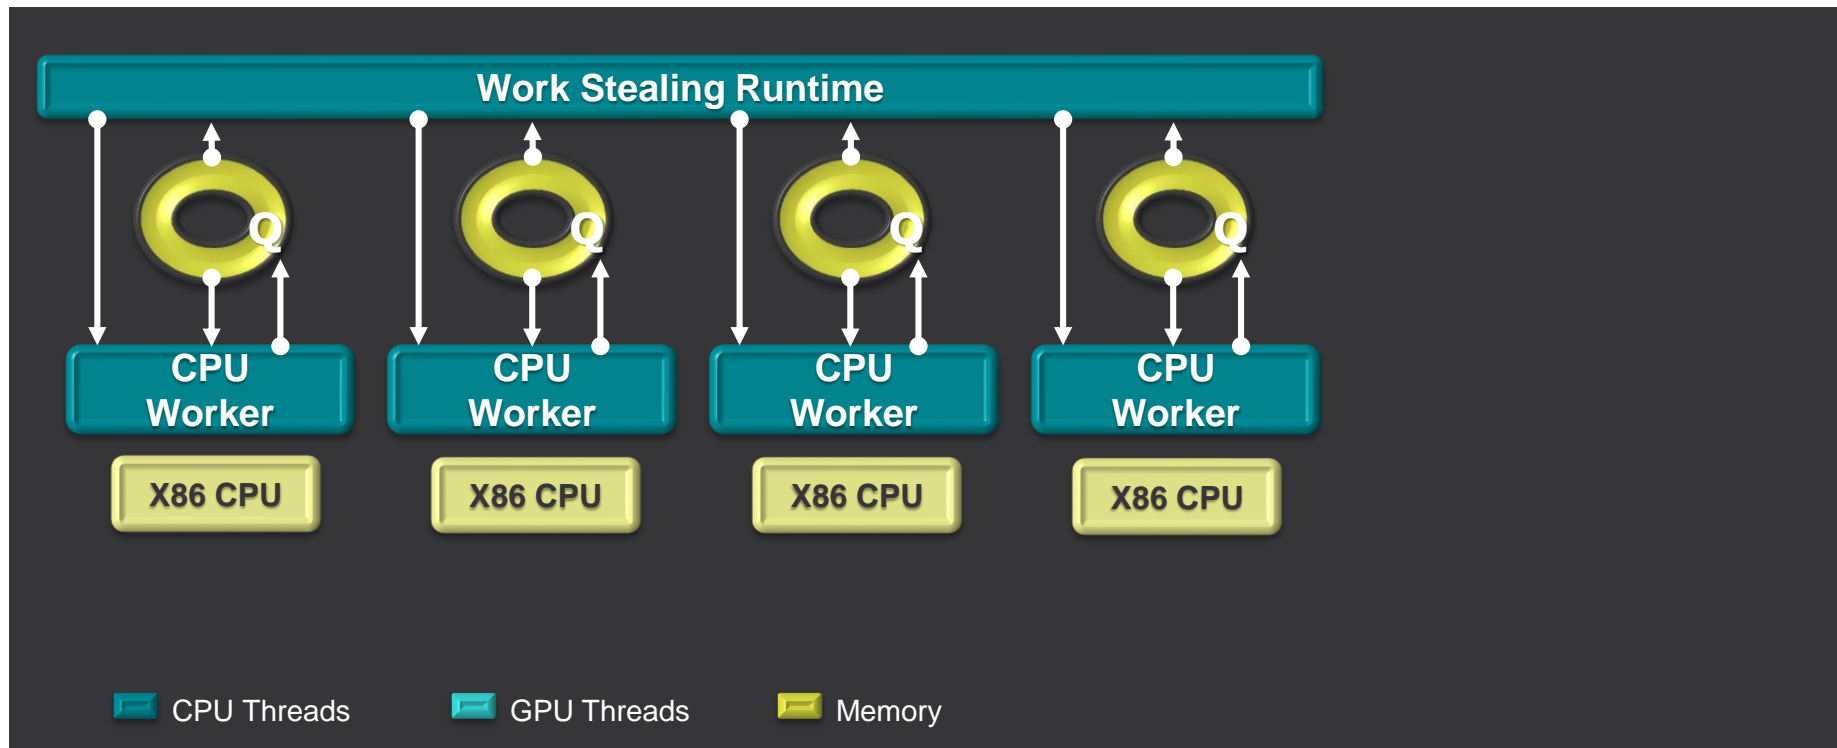 Work Stealing Runtime
Q
Q
Q
Q
CPU
Worker
CPU
Worker
CPU
Worker
CPU
Worker
X86 CPU
X86 CPU
X86 CPU
X86 CPU
CPU Threads
GPU Threads
Memory